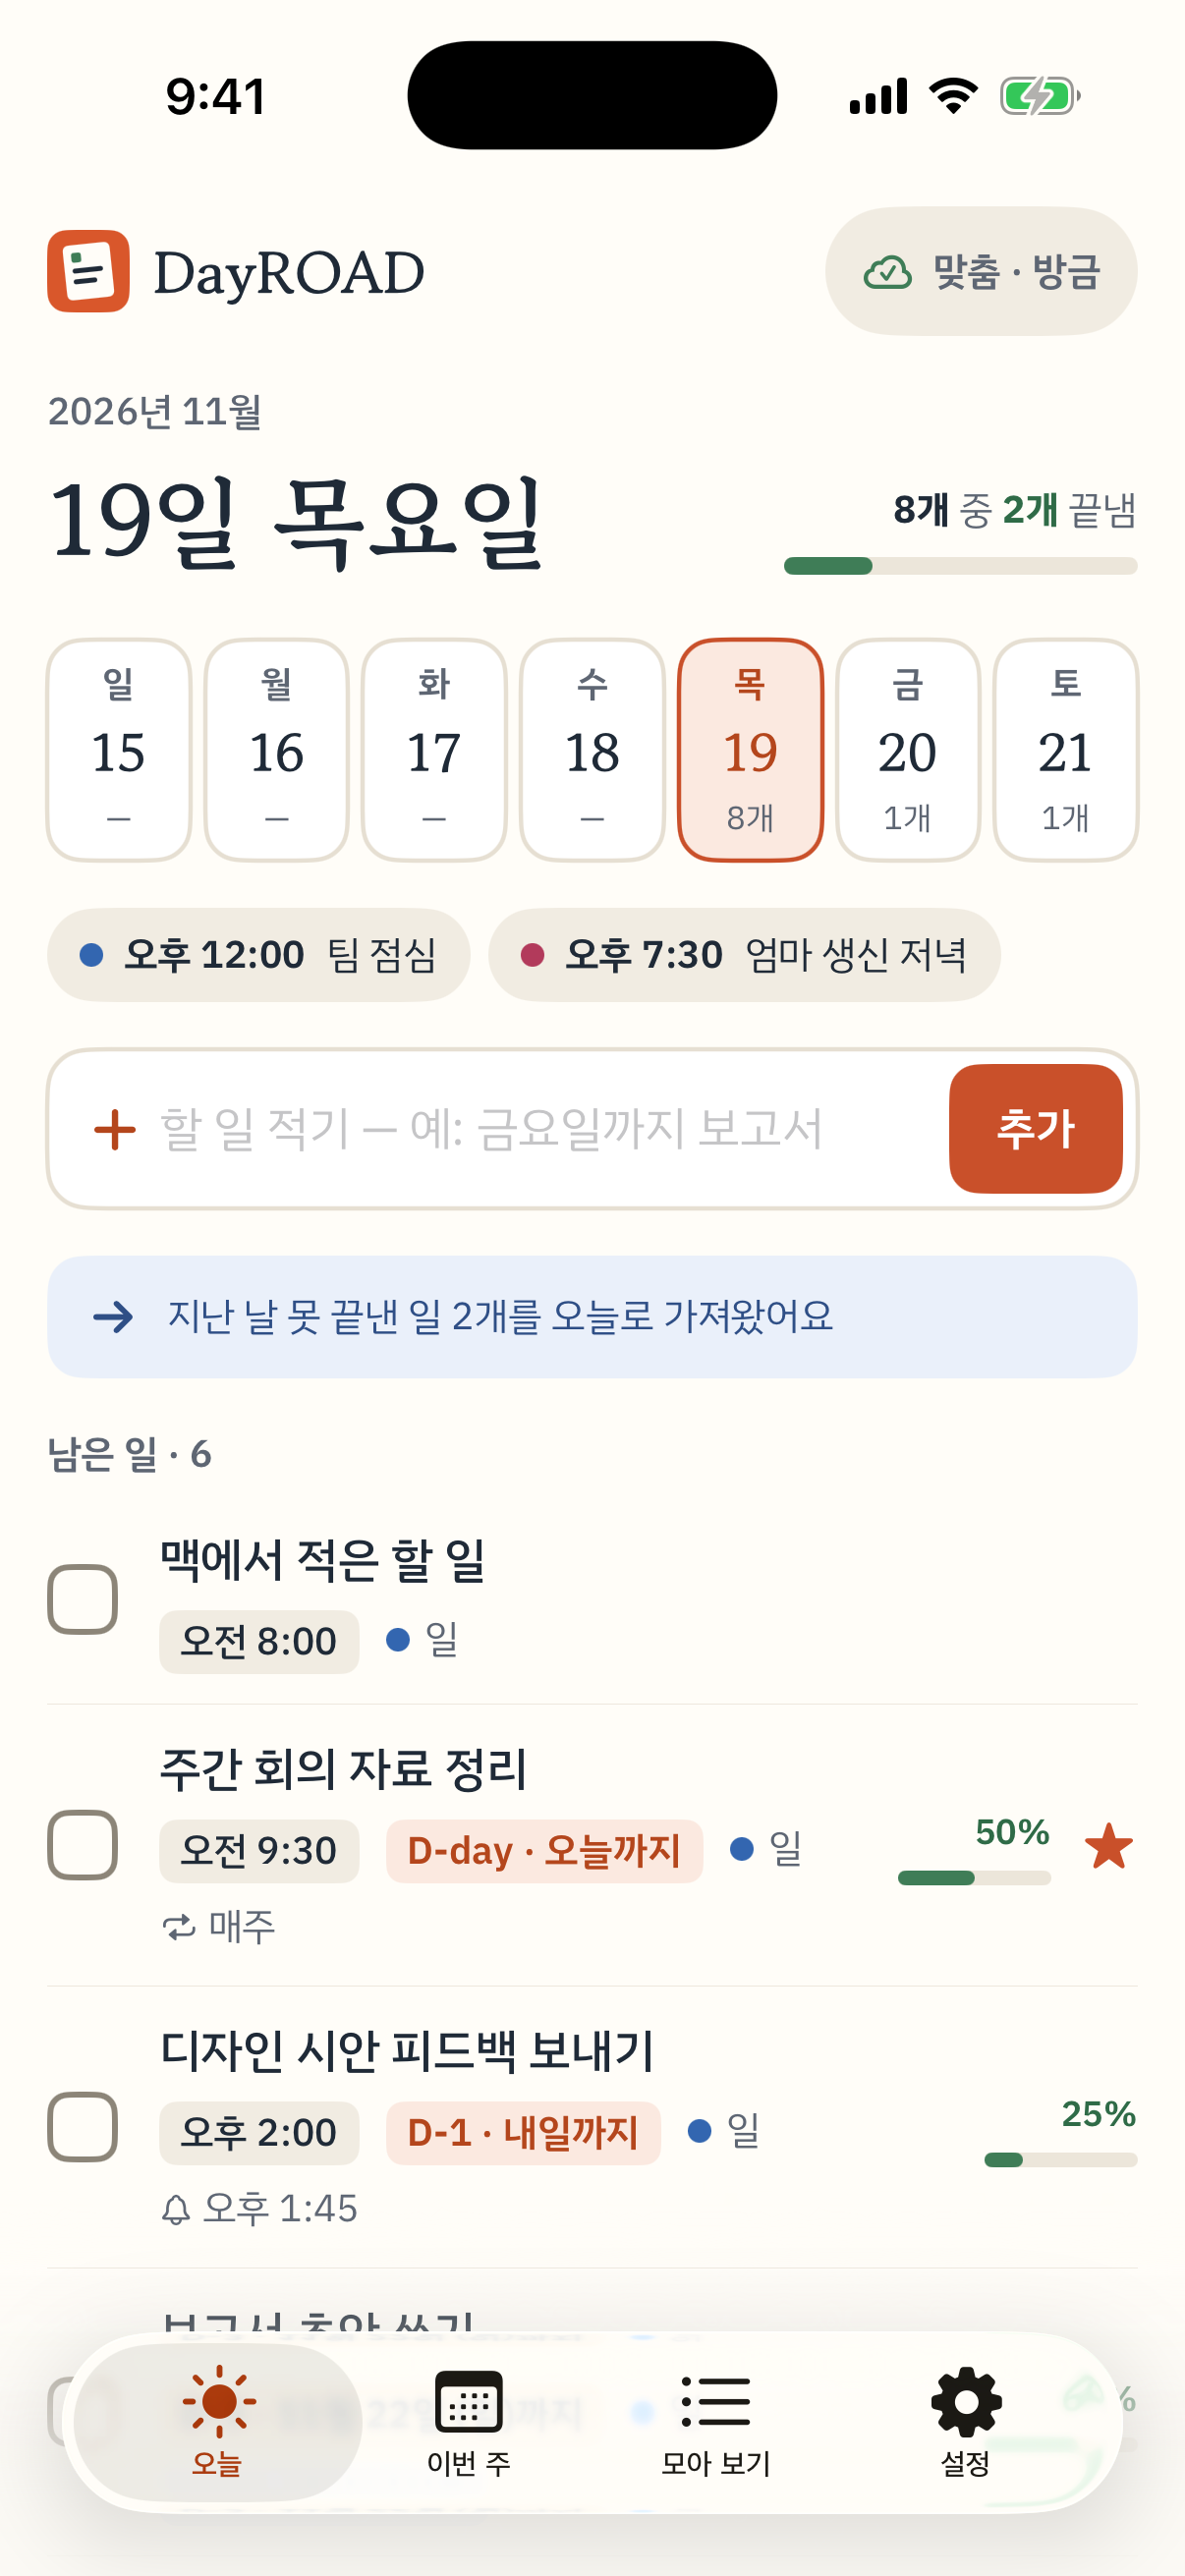 9:41
DayROAD
맞춤 · 방금
2026년 11월
19일 목요일
8개 중 2개 끝냄
일 월 화 수 목 금 토
15 16 17 18 19 20 21
– – – – 8개 1개 1개
오후 12:00 팀 점심
오후 7:30 엄마 생신 저녁
할 일 적기 — 예: 금요일까지 보고서
추가
지난 날 못 끝낸 일 2개를 오늘로 가져왔어요
남은 일 · 6
맥에서 적은 할 일
오전 8:00 일
주간 회의 자료 정리
오전 9:30 D-day · 오늘까지 일
50%
매주
디자인 시안 피드백 보내기
오후 2:00 D-1 · 내일까지 일
25%
오후 1:45
보고서 초안 쓰기
오늘
이번 주
모아 보기
설정